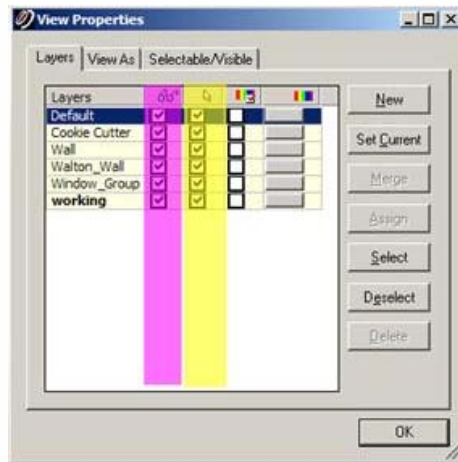 View Properties
Layers View As Selectable/Visible
Layers
Default
Cookie Cutter
Wall
Walton_Wall
Window_Group
working
New
Set Current
Merge
Assign
Select
Deselect
Delete
OK